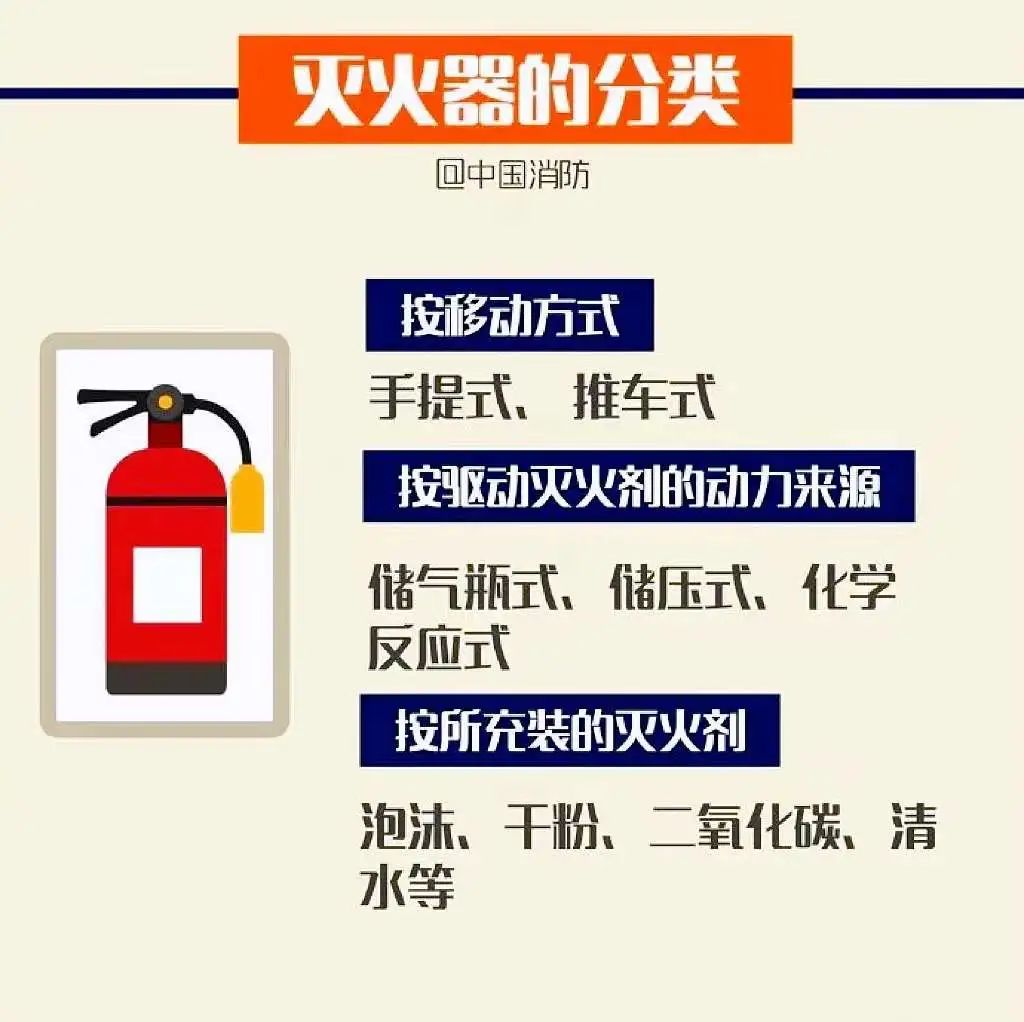 灭火器的分类
@中国消防
按移动方式
手提式、推车式
按驱动灭火剂的动力来源
储气瓶式、储压式、化学
反应式
按所充装的灭火剂
泡沫、干粉、二氧化碳、清
水等